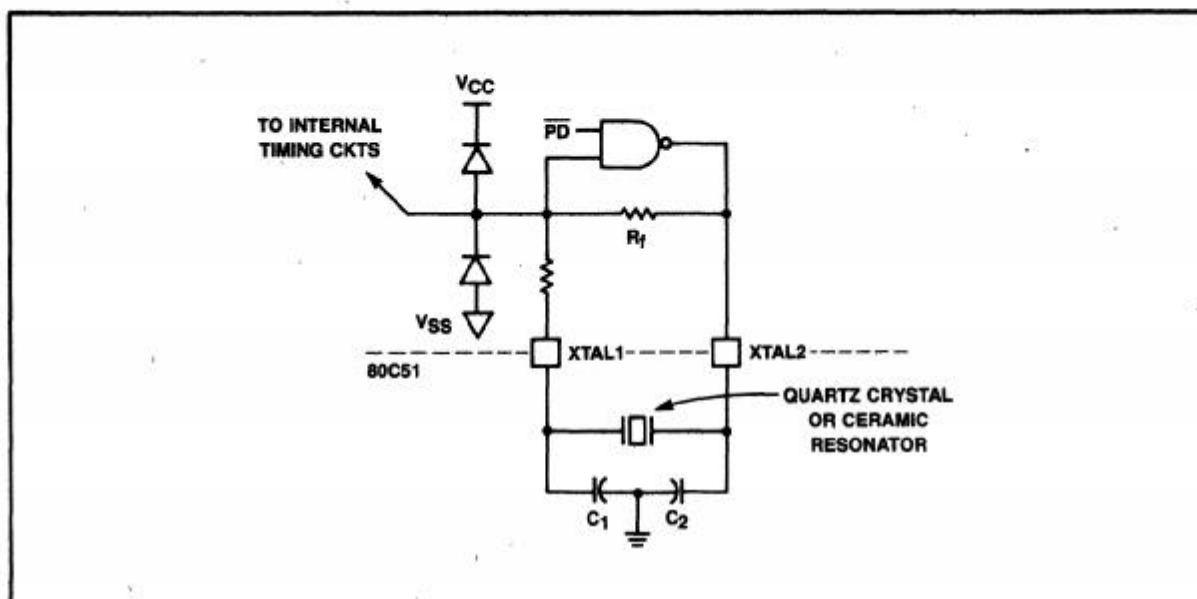 VCC
TO INTERNAL
TIMING CKTS
PD
Rf
VSS
XTAL1
XTAL2
80C51
QUARTZ CRYSTAL
OR CERAMIC
RESONATOR
C1
C2